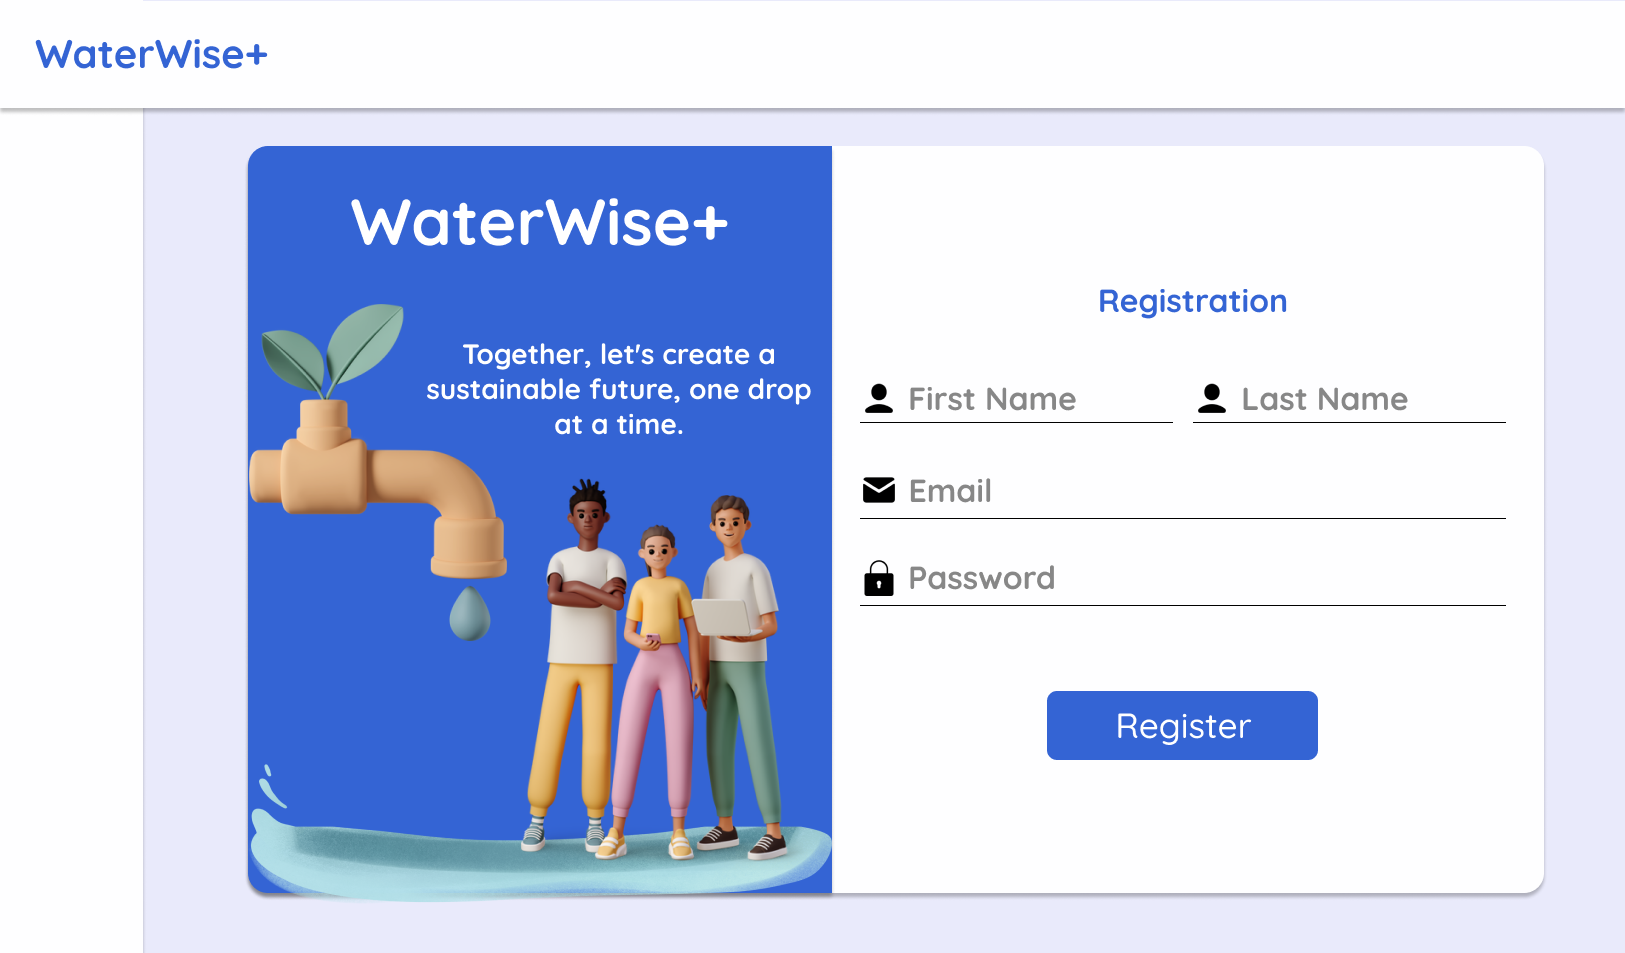 WaterWise+
WaterWise+
Together, let's create a
sustainable future, one drop
at a time.
Registration
First Name
Last Name
Email
Password
Register